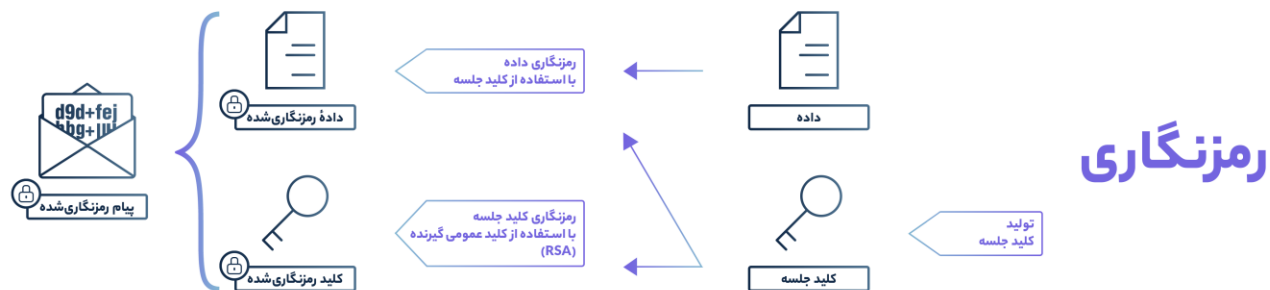 رمزنگاری
تولید
کلید جلسه
داده
کلید جلسه
رمزنگاری داده
با استفاده از کلید جلسه
رمزنگاری کلید جلسه
با استفاده از کلید عمومی گیرنده
(RSA)
دادهٔ رمزنگاری‌شده
کلید رمزنگاری‌شده
d9d+fej
پیام رمزنگاری‌شده